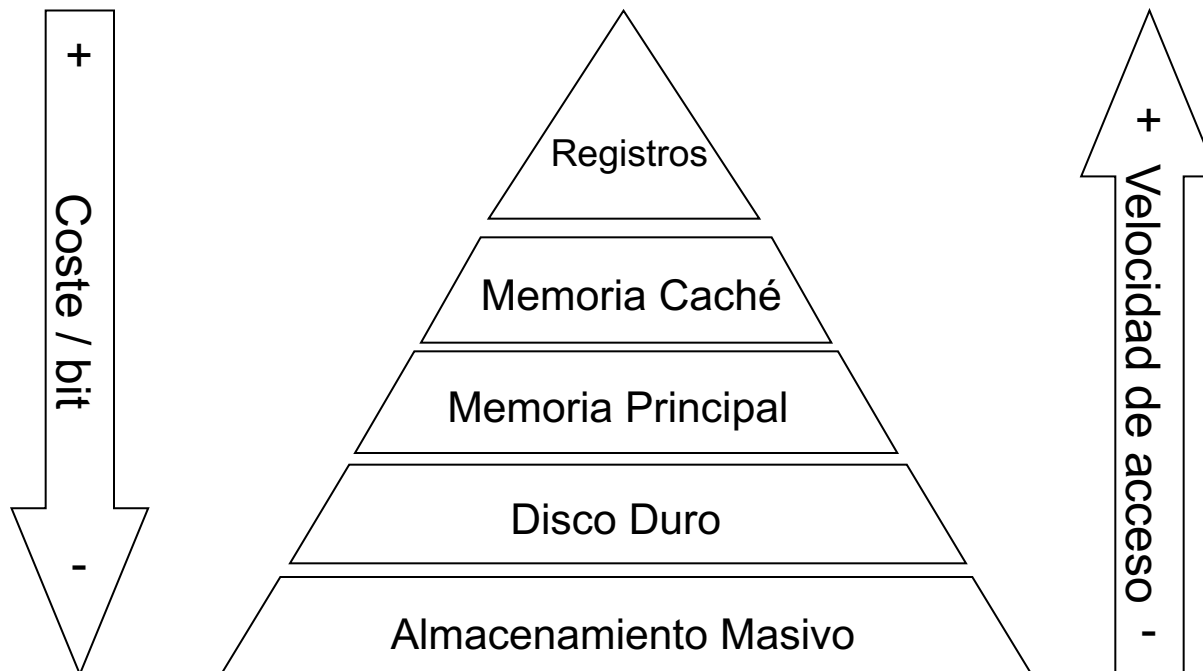 +
Coste / bit
-
Registros
Memoria Caché
Memoria Principal
Disco Duro
Almacenamiento Masivo
+ Velocidad de acceso -